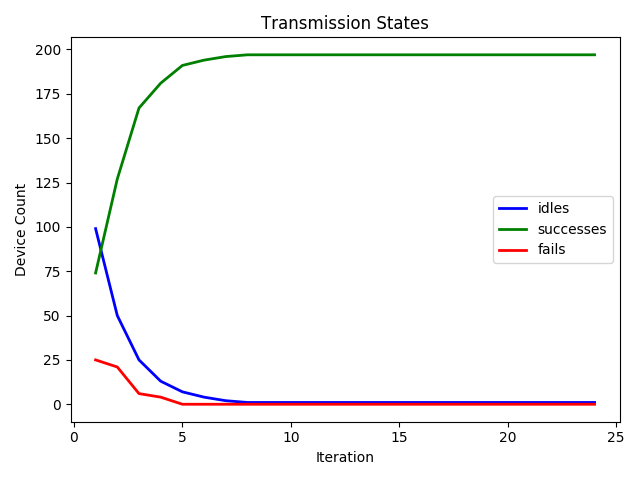 Transmission States
200
175
150
125
100
75
50
25
0
Device Count
idles
successes
fails
0 5 10 15 20 25
Iteration